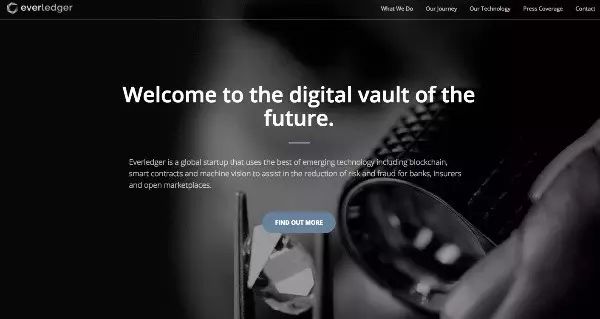 everledger
What We Do Our Journey Our Technology Press Coverage Contact
Welcome to the digital vault of the
future.
Everledger is a global startup that uses the best of emerging technology including blockchain,
smart contracts and machine vision to assist in the reduction of risk and fraud for banks, insurers
and open marketplaces.
FIND OUT MORE